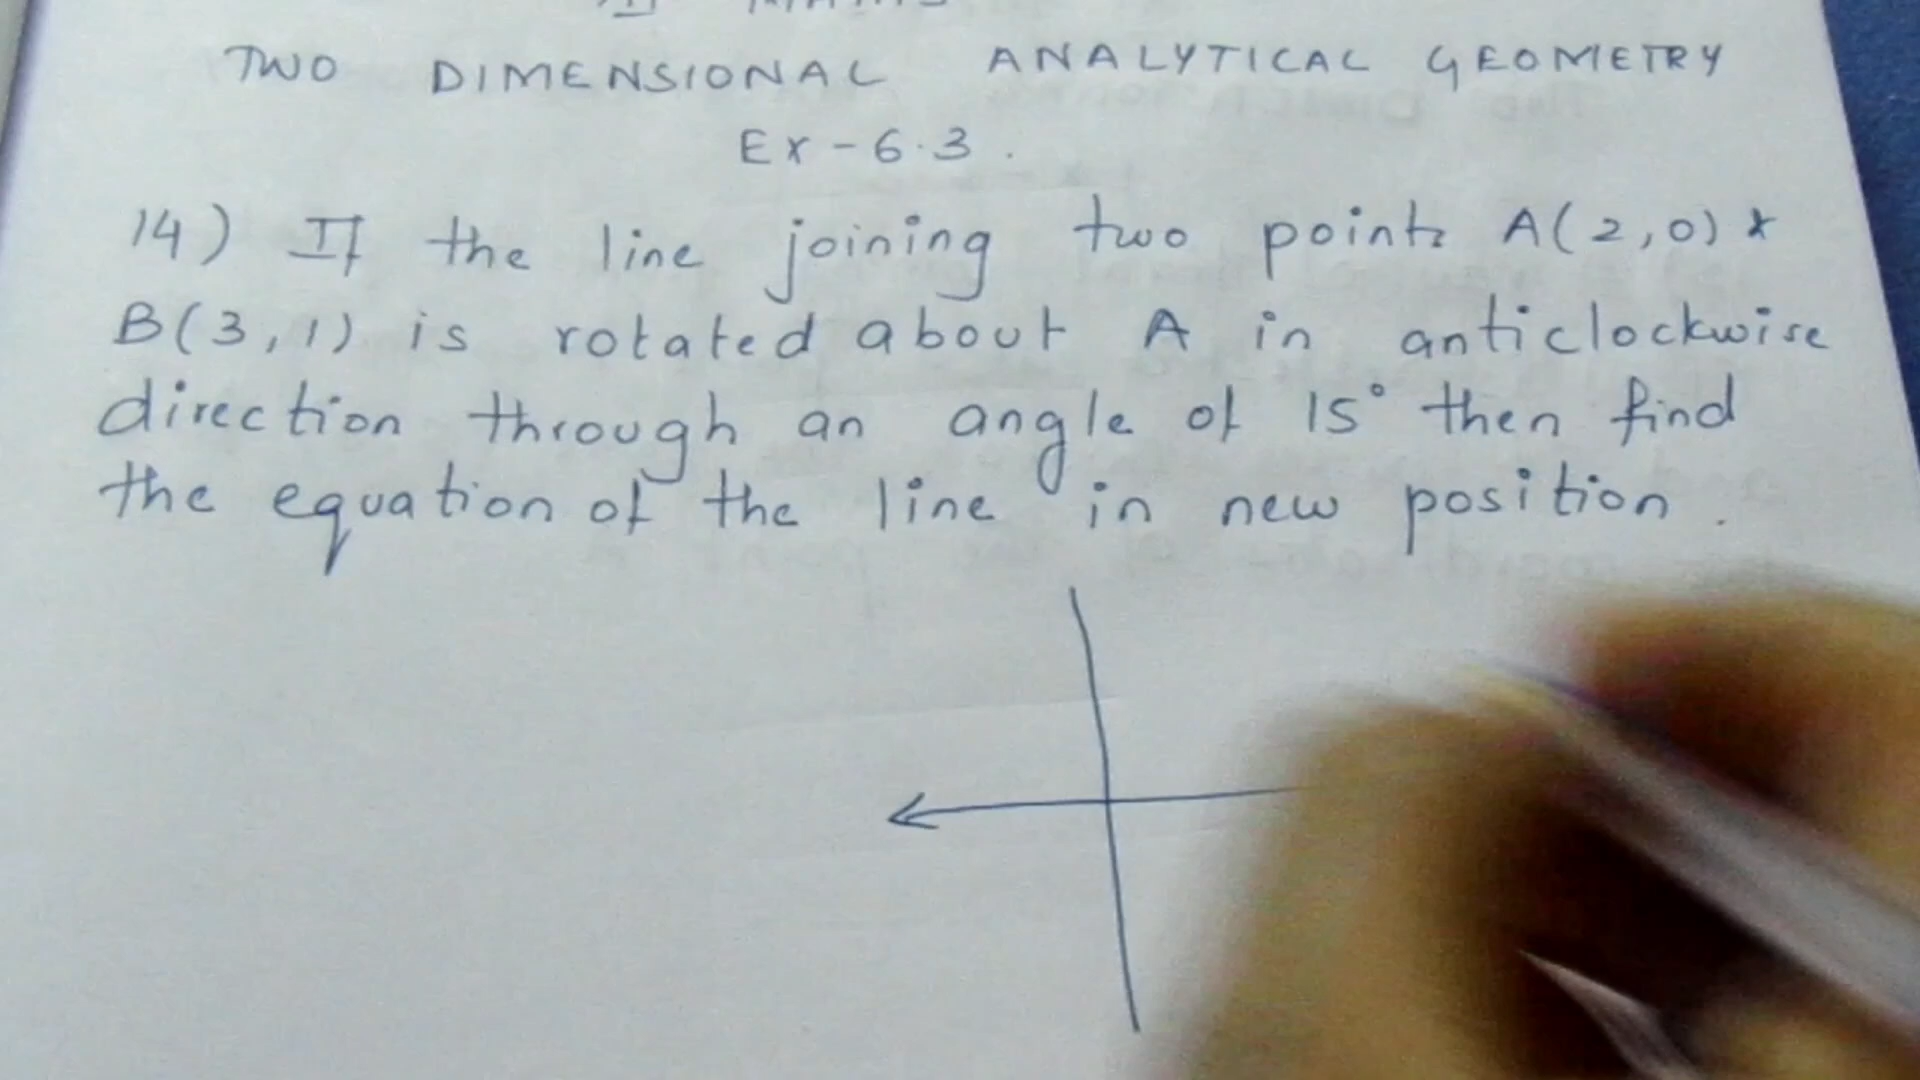 TWO DIMENSIONAL ANALYTICAL GEOMETRY
Ex - 6.3.
14) If the line joining two points A(2,0) &
B(3,1) is rotated about A in anticlockwise
direction through an angle of 15° then find
the equation of the line in new position.